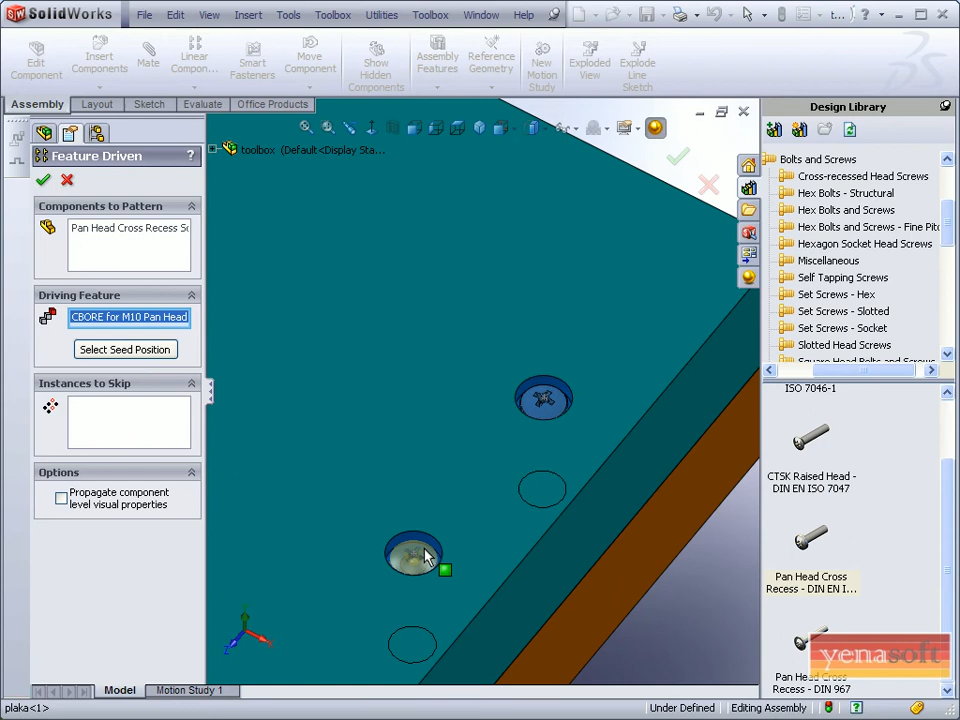 SolidWorks
File Edit View Insert Tools Toolbox Utilities Toolbox Window Help
t...
Edit Component
Insert Components
Mate
Linear Compon...
Smart Fasteners
Move Component
Show Hidden Components
Assembly Features
Reference Geometry
New Motion Study
Exploded View
Explode Line Sketch
Assembly Layout Sketch Evaluate Office Products
Feature Driven ?
Components to Pattern
Pan Head Cross Recess Sc
Driving Feature
CBORE for M10 Pan Head
Select Seed Position
Instances to Skip
Options
Propagate component
level visual properties
toolbox (Default<Display Sta...
Design Library
Bolts and Screws
Cross-recessed Head Screws
Hex Bolts - Structural
Hex Bolts and Screws
Hex Bolts and Screws - Fine Pitc
Hexagon Socket Head Screws
Miscellaneous
Self Tapping Screws
Set Screws - Hex
Set Screws - Slotted
Set Screws - Socket
Slotted Head Screws
Square Head Bolts and Screws
ISO 7046-1
CTSK Raised Head -
DIN EN ISO 7047
Pan Head Cross
Recess - DIN EN I...
Pan Head Cross
Recess - DIN 967
yenasoft
Model Motion Study 1
plaka<1>
Under Defined Editing Assembly